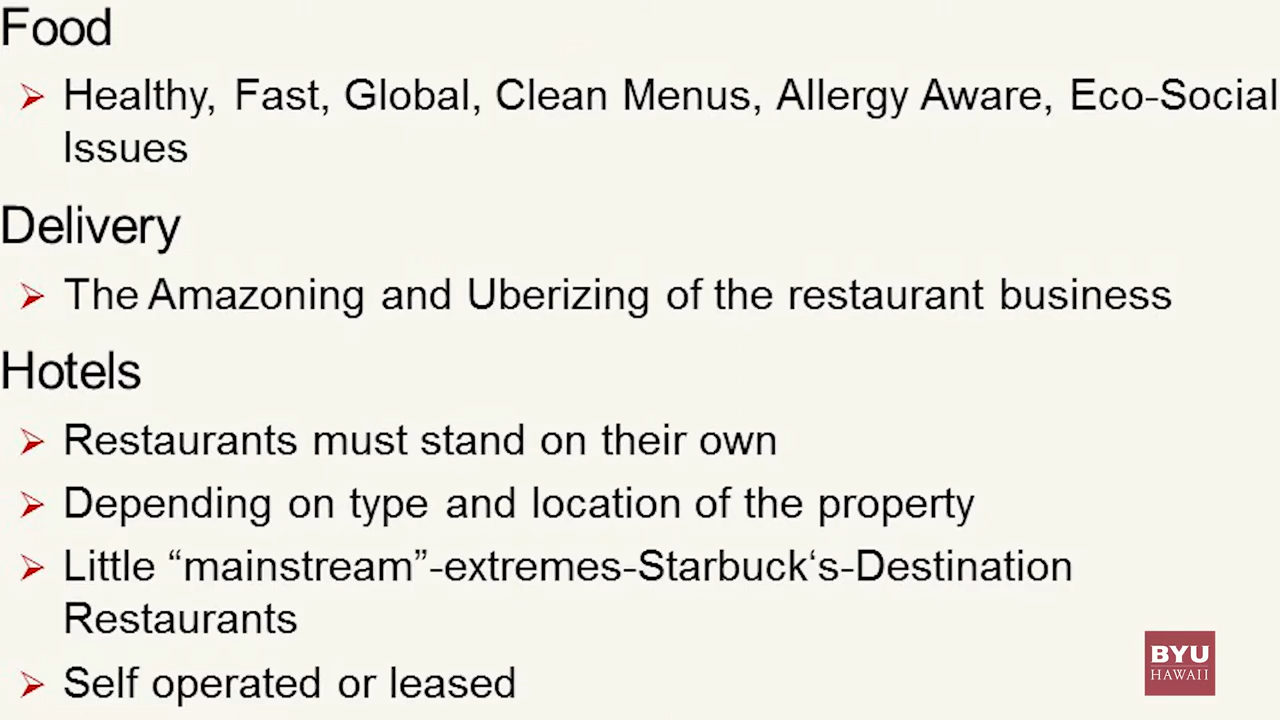 Food
➢ Healthy, Fast, Global, Clean Menus, Allergy Aware, Eco-Social
Issues
Delivery
➢ The Amazoning and Uberizing of the restaurant business
Hotels
➢ Restaurants must stand on their own
➢ Depending on type and location of the property
➢ Little “mainstream”-extremes-Starbuck‘s-Destination
Restaurants
➢ Self operated or leased
BYU
HAWAII